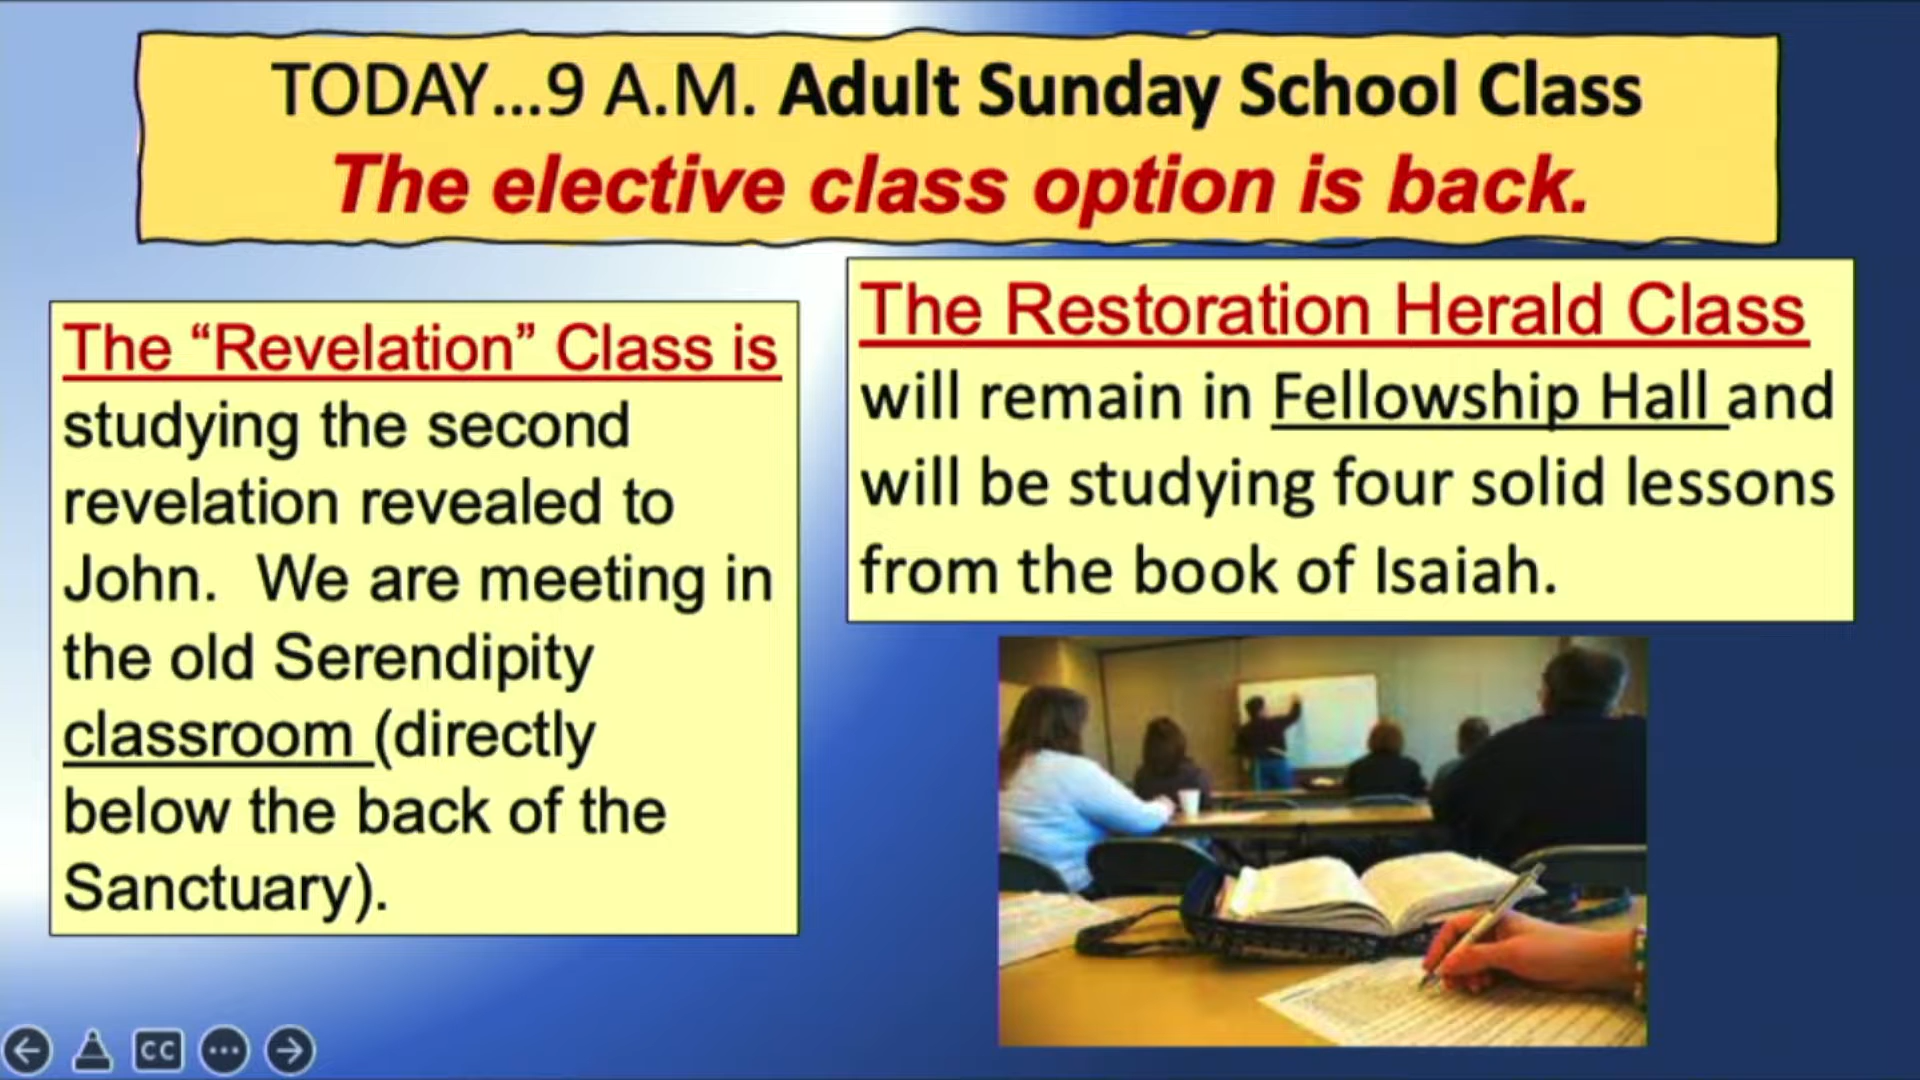 TODAY...9 A.M. Adult Sunday School Class
The elective class option is back.
The “Revelation” Class is
studying the second
revelation revealed to
John.  We are meeting in
the old Serendipity
classroom (directly
below the back of the
Sanctuary).
The Restoration Herald Class
will remain in Fellowship Hall and
will be studying four solid lessons
from the book of Isaiah.
CC